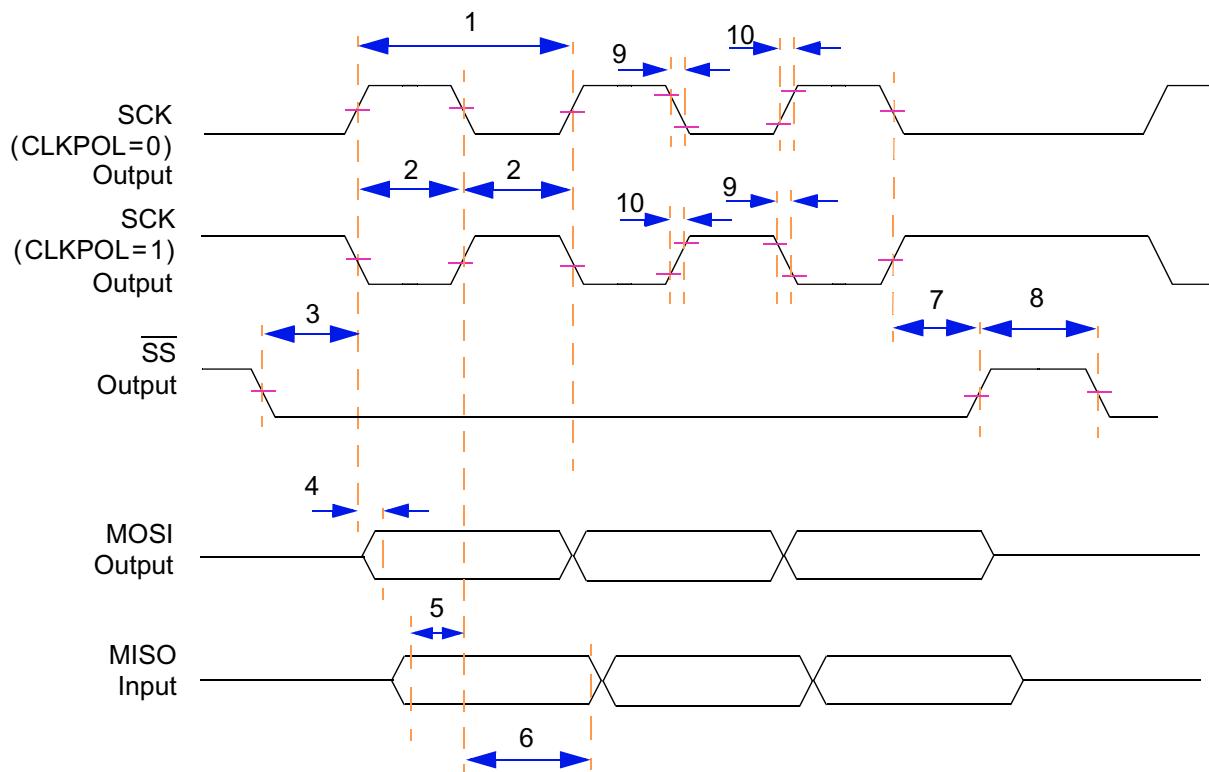 1
9
10
SCK
(CLKPOL=0)
Output
2
2
10
9
SCK
(CLKPOL=1)
Output
3
7
8
SS
Output
4
MOSI
Output
5
MISO
Input
6